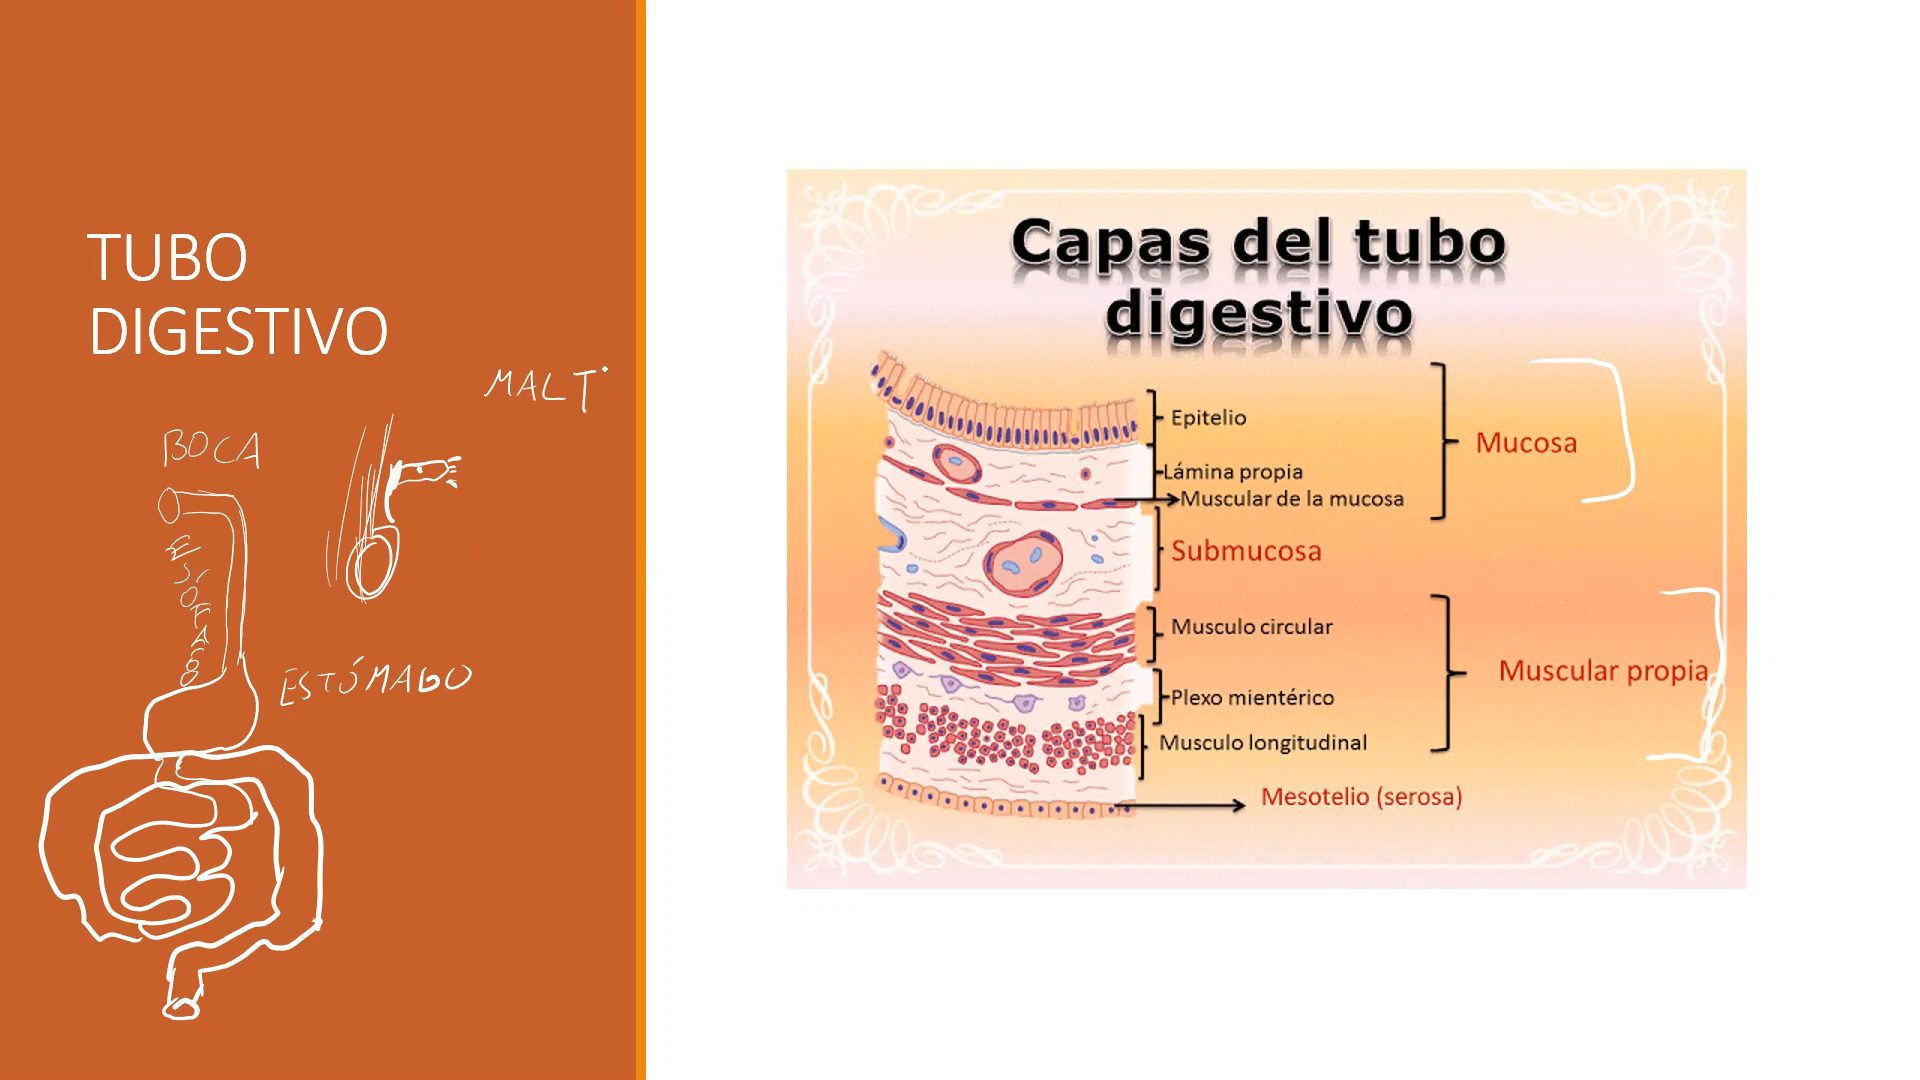 TUBO
DIGESTIVO
MALT
BOCA
ESÓFAGO
ESTÓMAGO
Capas del tubo
digestivo
Epitelio
Lámina propia
Muscular de la mucosa
Mucosa
Submucosa
Musculo circular
Plexo mientérico
Musculo longitudinal
Muscular propia
Mesotelio (serosa)